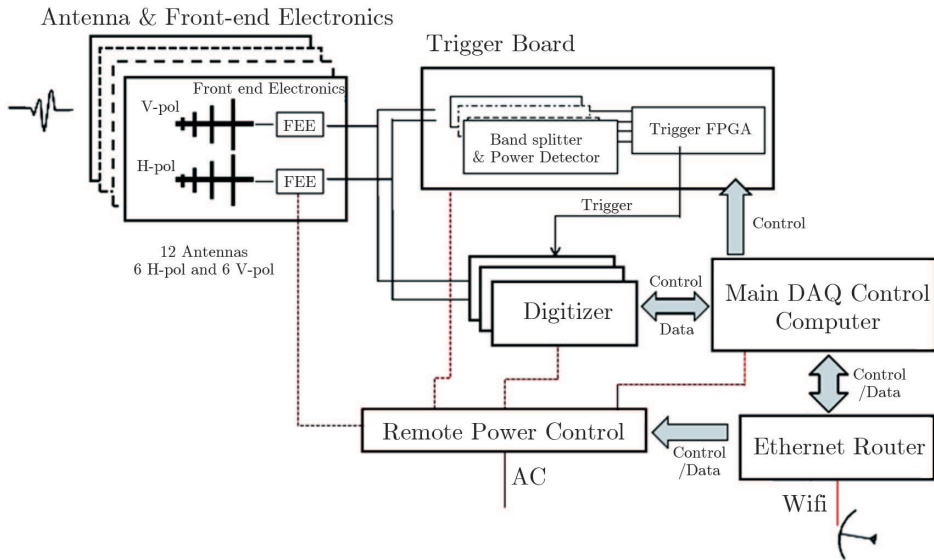 Antenna & Front-end Electronics
Trigger Board
Front end Electronics
V-pol
FEE
H-pol
FEE
Band splitter
& Power Detector
Trigger FPGA
Trigger
Control
12 Antennas
6 H-pol and 6 V-pol
Digitizer
Control
Data
Main DAQ Control
Computer
Control
/Data
Remote Power Control
Control
/Data
Ethernet Router
AC
Wifi